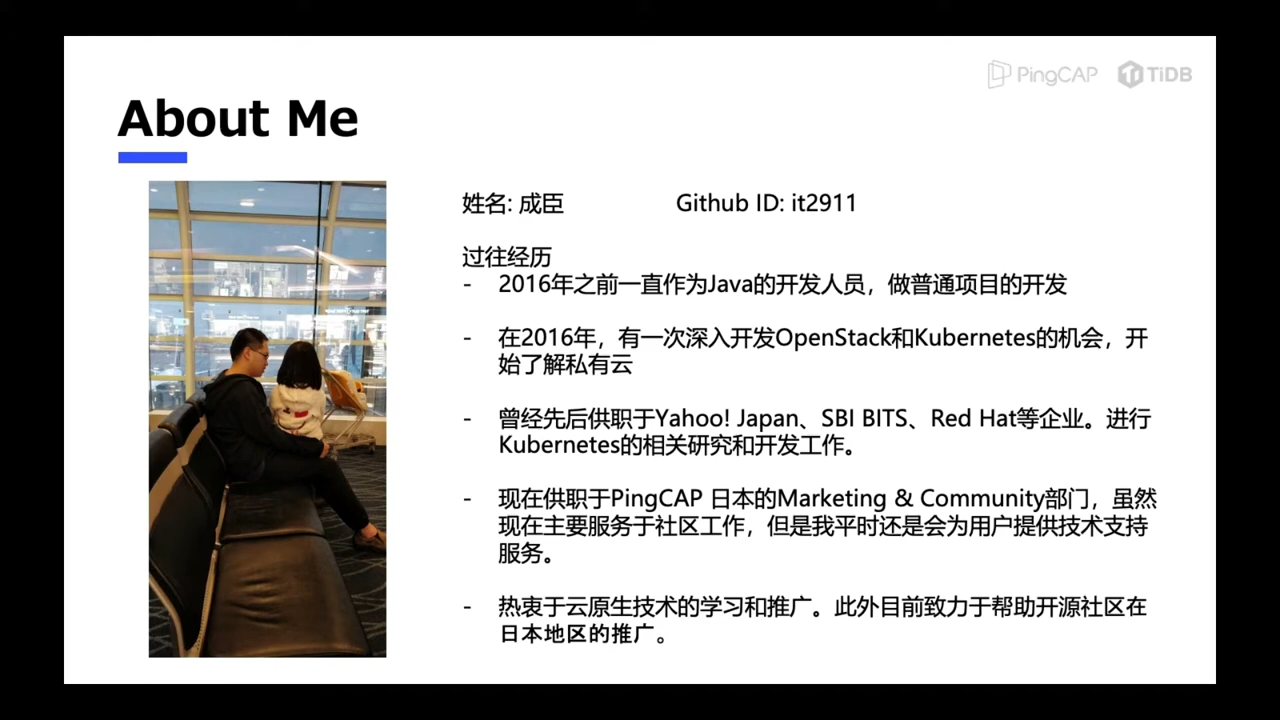 PingCAP TiDB
About Me
姓名: 成臣 Github ID: it2911
过往经历
- 2016年之前一直作为Java的开发人员，做普通项目的开发
- 在2016年，有一次深入开发OpenStack和Kubernetes的机会，开
始了解私有云
- 曾经先后供职于Yahoo! Japan、SBI BITS、Red Hat等企业。进行
Kubernetes的相关研究和开发工作。
- 现在供职于PingCAP 日本的Marketing & Community部门，虽然
现在主要服务于社区工作，但是我平时还是会为用户提供技术支持
服务。
- 热衷于云原生技术的学习和推广。此外目前致力于帮助开源社区在
日本地区的推广。